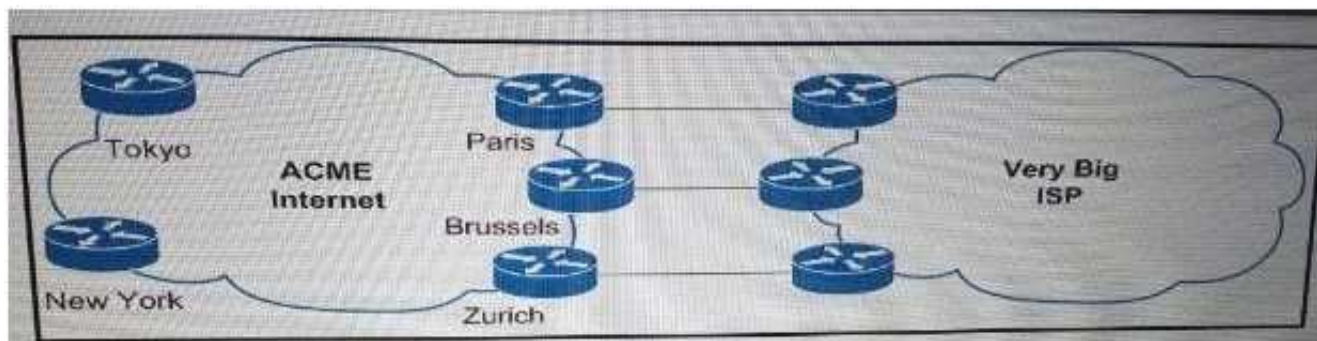 Tokyo
Paris
ACME
Internet
Very Big
ISP
Brussels
New York
Zurich